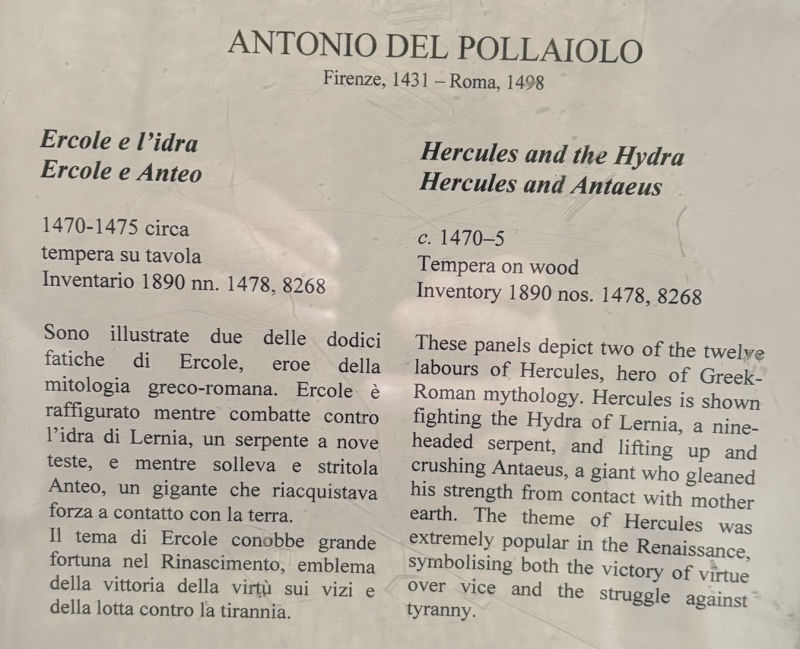 ANTONIO DEL POLLAIOLO
Firenze, 1431 – Roma, 1498
Ercole e l’idra
Ercole e Anteo
1470-1475 circa
tempera su tavola
Inventario 1890 nn. 1478, 8268
Sono illustrate due delle dodici
fatiche di Ercole, eroe della
mitologia greco-romana. Ercole è
raffigurato mentre combatte contro
l’idra di Lernia, un serpente a nove
teste, e mentre solleva e stritola
Anteo, un gigante che riacquistava
forza a contatto con la terra.
Il tema di Ercole conobbe grande
fortuna nel Rinascimento, emblema
della vittoria della virtù sui vizi e
della lotta contro la tirannia.
Hercules and the Hydra
Hercules and Antaeus
c. 1470–5
Tempera on wood
Inventory 1890 nos. 1478, 8268
These panels depict two of the twelve
labours of Hercules, hero of Greek-
Roman mythology. Hercules is shown
fighting the Hydra of Lernia, a nine-
headed serpent, and lifting up and
crushing Antaeus, a giant who gleaned
his strength from contact with mother
earth. The theme of Hercules was
extremely popular in the Renaissance,
symbolising both the victory of virtue
over vice and the struggle against
tyranny.